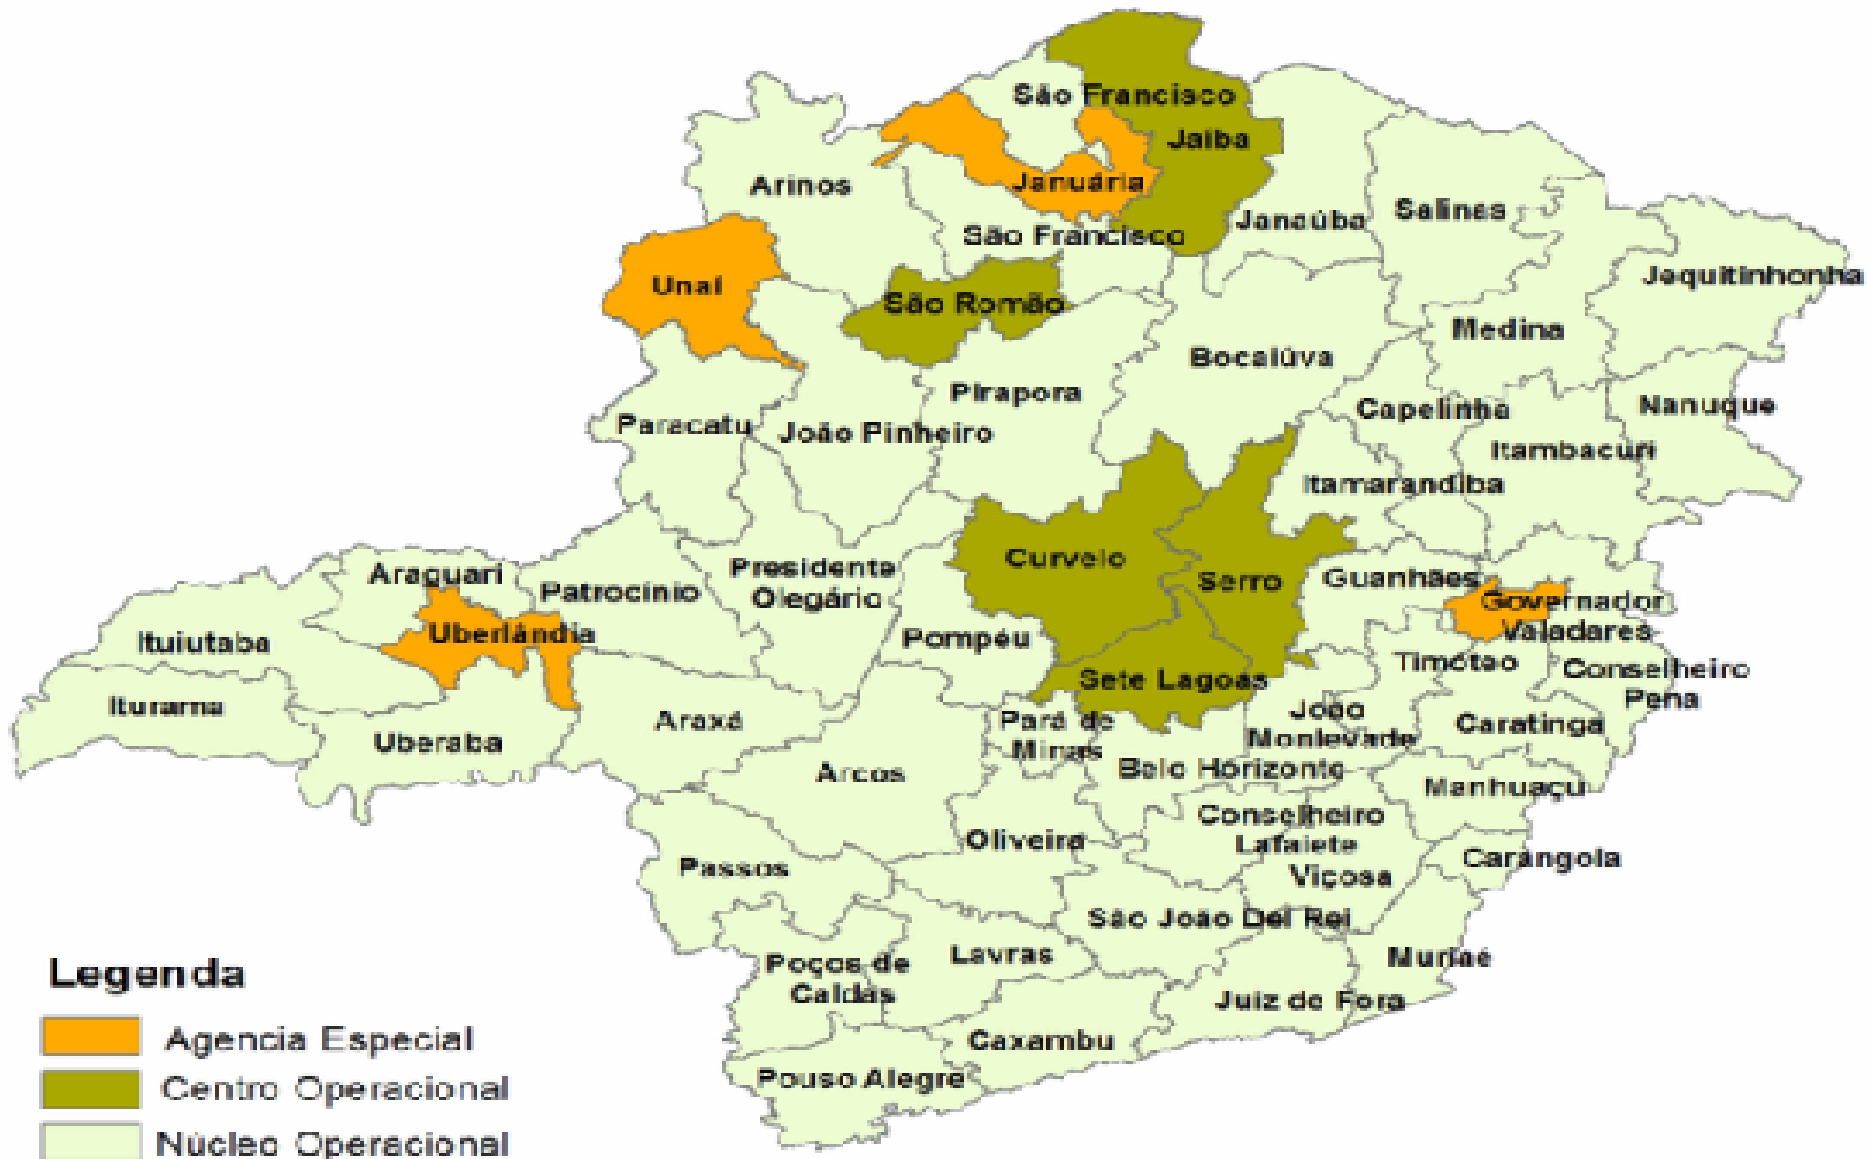 São Francisco
Jaíba
Arinos
Januária
Janaúba
Salinas
São Francisco
Jequitinhonha
Unaí
São Romão
Medina
Bocaiúva
Pirapora
Capelinha
Nanuque
Paracatu
João Pinheiro
Itambacuri
Itamarandiba
Curvelo
Presidente
Olegário
Araguari
Patrocínio
Serro
Guanhães
Governador
Valadares
Uberlândia
Ituiutaba
Pompéu
Timóteo
Conselheiro
Pena
Sete Lagoas
Iturama
Araxá
Pará de
Minas
João
Monlevade
Caratinga
Uberaba
Arcos
Belo Horizonte
Manhuaçu
Conselheiro
Lafaiete
Oliveira
Carangola
Passos
Viçosa
São João Del Rei
Lavras
Muriaé
Poços de
Caldas
Juiz de Fora
Caxambu
Pouso Alegre
Legenda
Agencia Especial
Centro Operacional
Núcleo Operacional